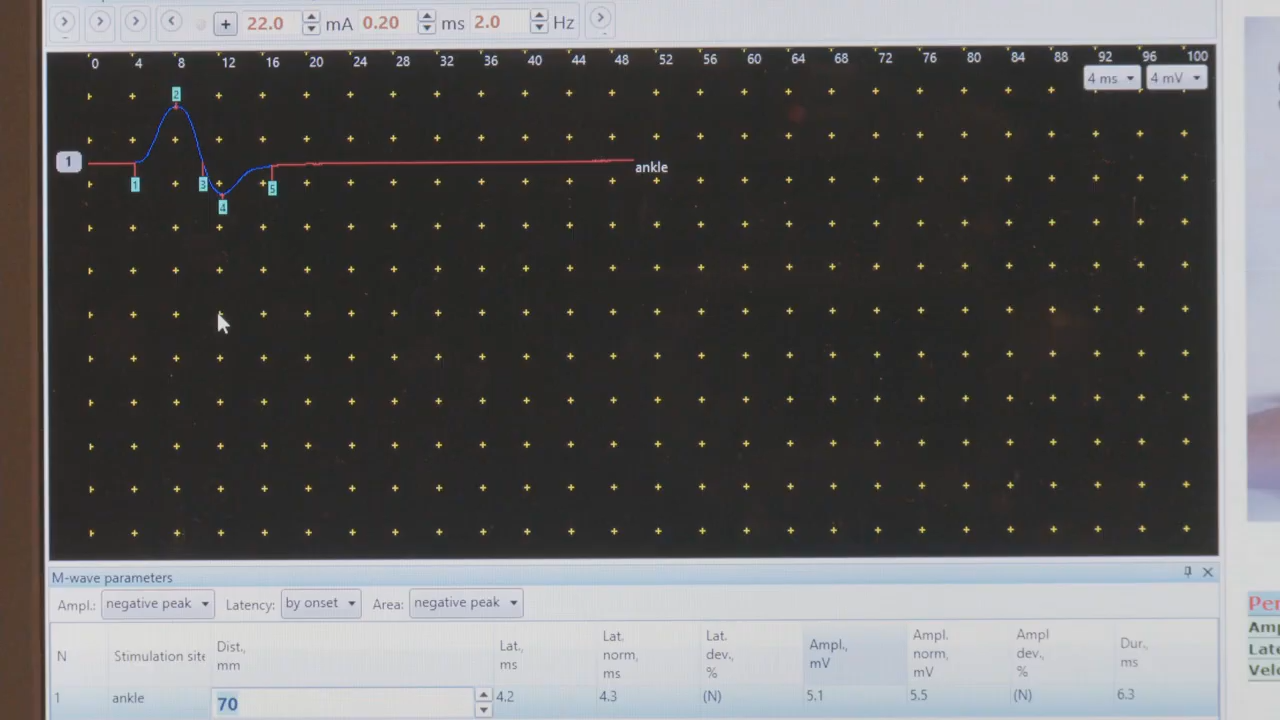 22.0 mA 0.20 ms 2.0 Hz
0 4 8 12 16 20 24 28 32 36 40 44 48 52 56 60 64 68 72 76 80 84 88 92 96 100
4 ms 4 mV
2
1 ankle
1 3 5
4
M-wave parameters
Ampl.: negative peak Latency: by onset Area: negative peak
N Stimulation site Dist., mm Lat., ms Lat. norm, ms Lat. dev., % Ampl., mV Ampl. norm, mV Ampl dev., % Dur., ms
1 ankle 70 4.2 4.3 (N) 5.1 5.5 (N) 6.3